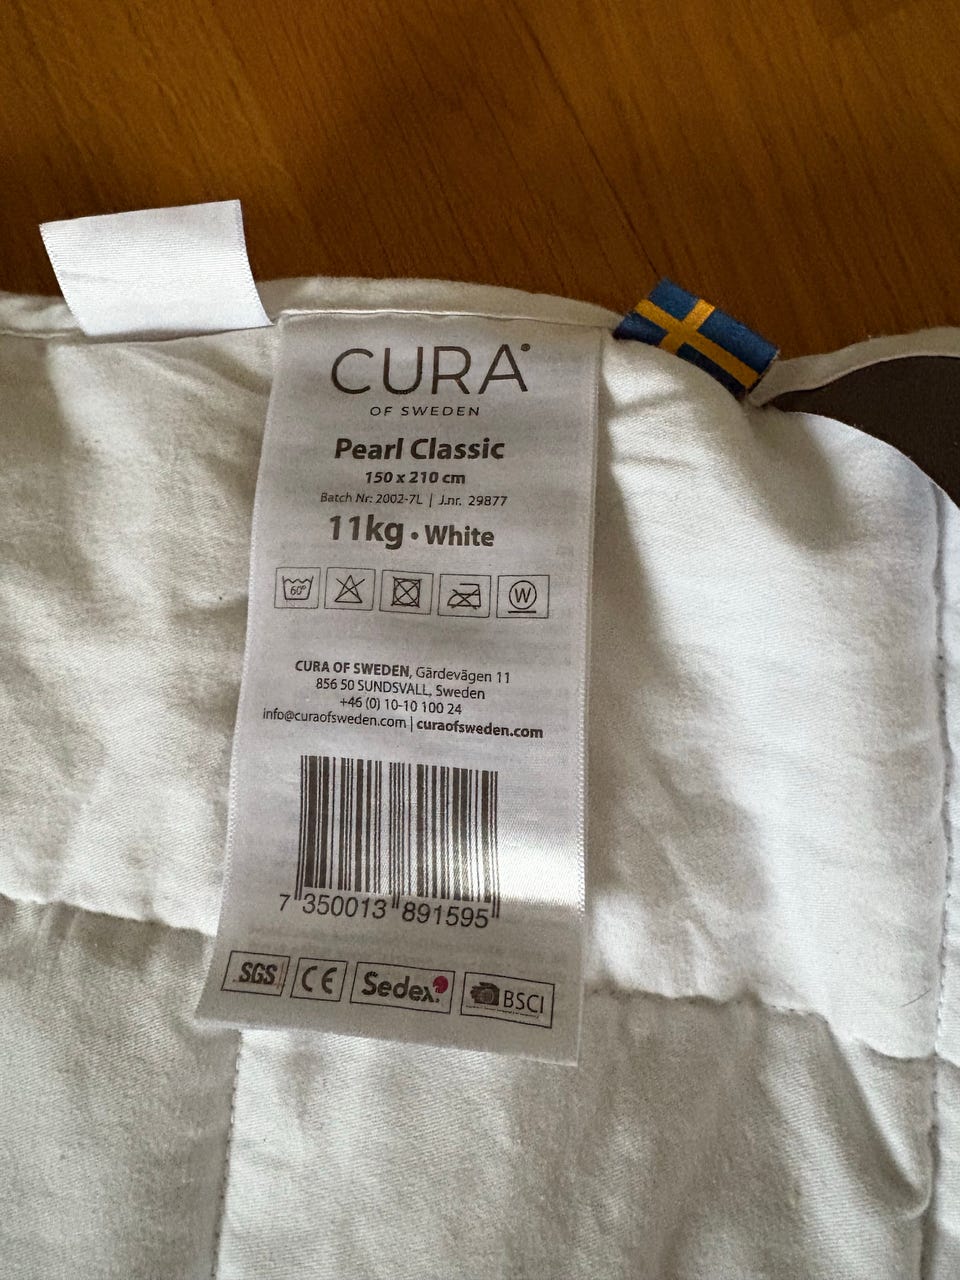 CURA®
OF SWEDEN
Pearl Classic
150 x 210 cm
Batch Nr: 2002-7L | J.nr. 29877
11kg • White
60°
W
CURA OF SWEDEN, Gärdevägen 11
856 50 SUNDSVALL, Sweden
+46 (0) 10-10 100 24
info@curaofsweden.com | curaofsweden.com
7 350013 891595
SGS CE Sedex. BSCI